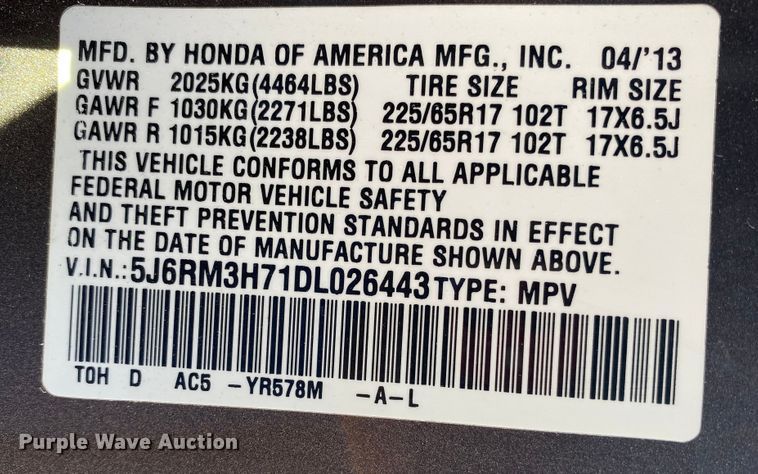 MFD. BY HONDA OF AMERICA MFG., INC. 04/'13
GVWR 2025KG(4464LBS) TIRE SIZE RIM SIZE
GAWR F 1030KG(2271LBS) 225/65R17 102T 17X6.5J
GAWR R 1015KG(2238LBS) 225/65R17 102T 17X6.5J
THIS VEHICLE CONFORMS TO ALL APPLICABLE
FEDERAL MOTOR VEHICLE SAFETY
AND THEFT PREVENTION STANDARDS IN EFFECT
ON THE DATE OF MANUFACTURE SHOWN ABOVE.
V.I.N.:5J6RM3H71DL026443 TYPE: MPV
TOH D AC5 -YR578M -A-L
Purple Wave Auction